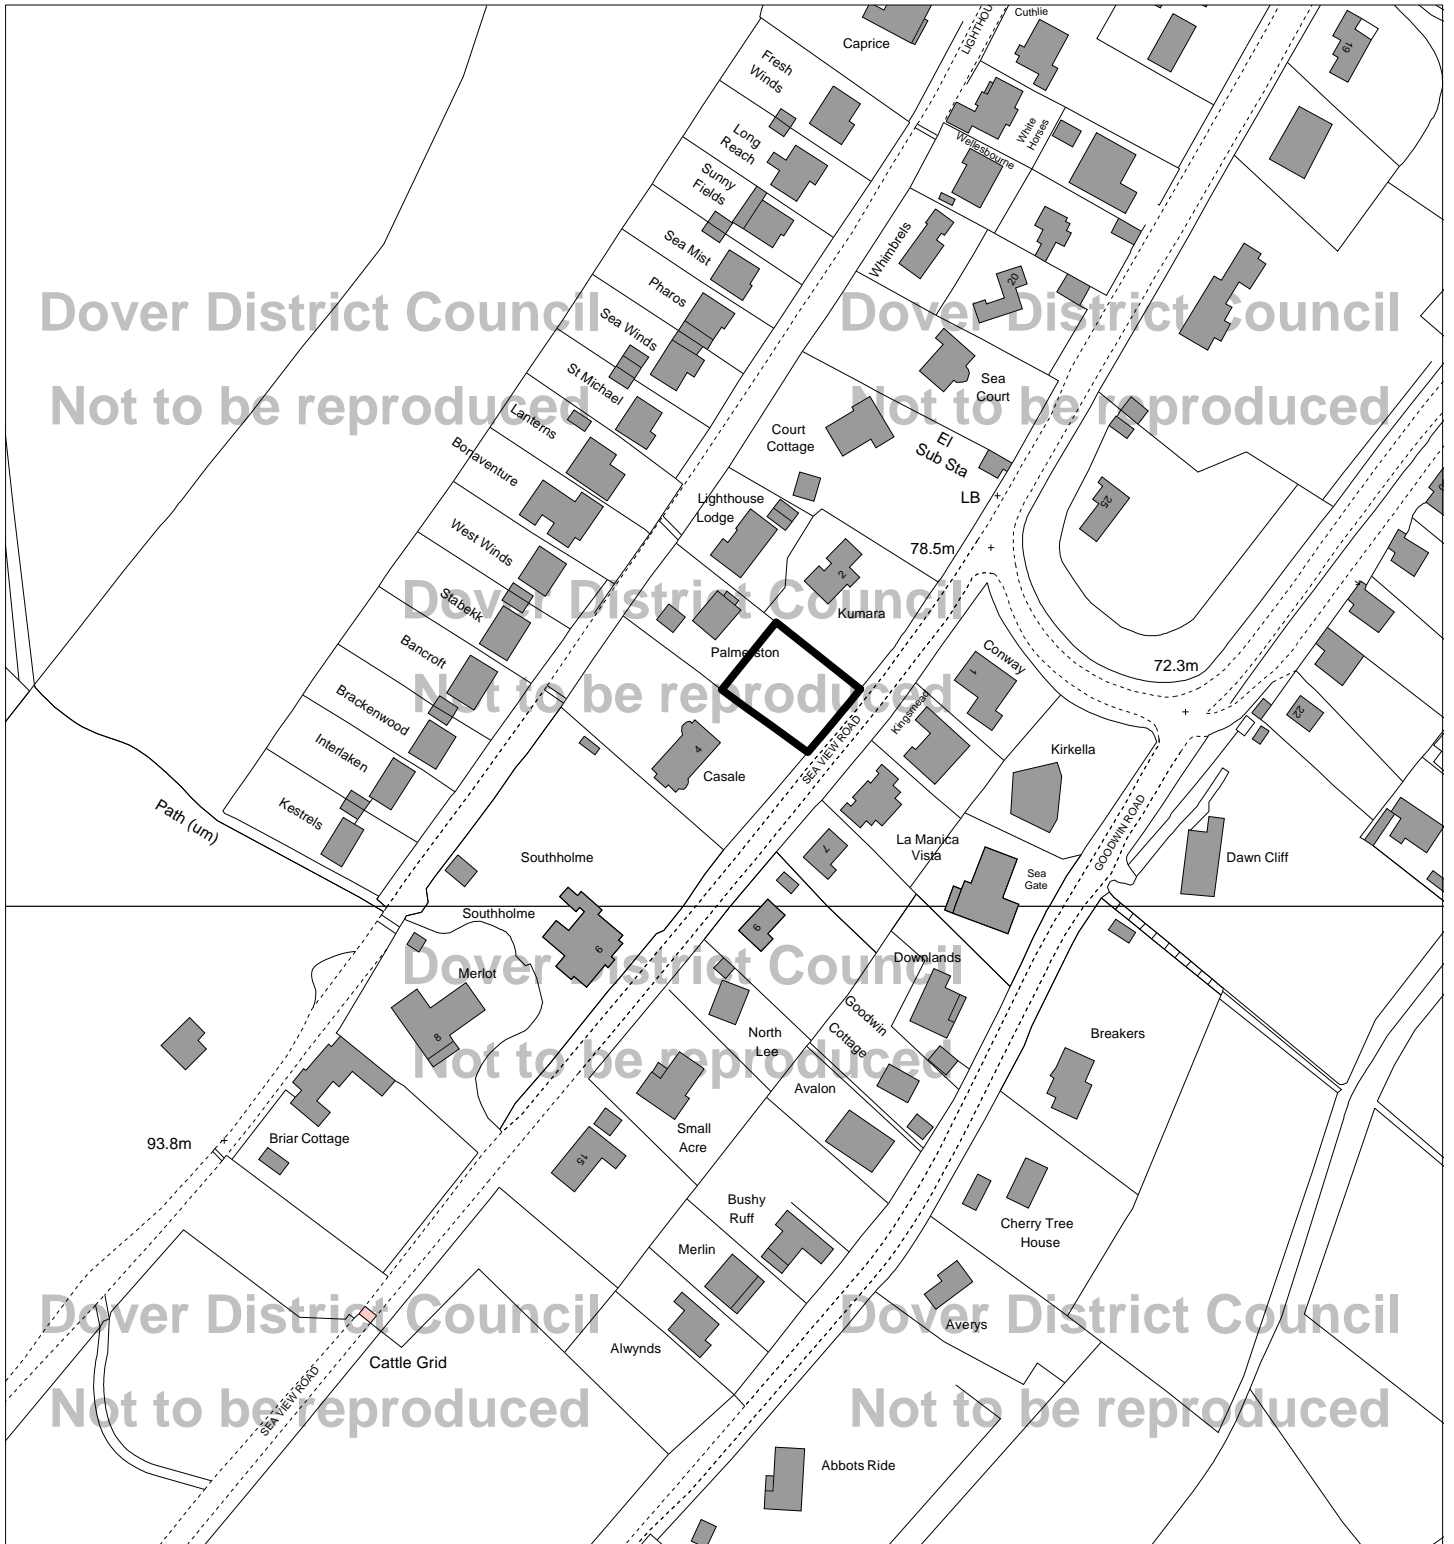 Caprice
LIGHTHOU
Cuthlie
19
Fresh
Winds
Long
Reach
White
Horses
Wellesbourne
Sunny
Fields
Sea Mist
Whimbrels
20
Pharos
Dover District Council
Dover District Council
Sea Winds
St Michael
Sea
Court
Not to be reproduced
Not to be reproduced
Lanterns
Court
Cottage
El
Sub Sta
Bonaventure
LB
25
Lighthouse
Lodge
West Winds
78.5m
2
Dover District Council
Kumara
Stabekk
Palmerston
Bancroft
Conway
1
72.3m
Not to be reproduced
Brackenwood
Kingsmead
22
SEA VIEW ROAD
4
Casale
Kirkella
Interlaken
Kestrels
Path (um)
GOODWIN ROAD
La Manica
Vista
7
Southholme
Dawn Cliff
Sea
Gate
Southholme
9
6
Dover District Council
Downlands
Merlot
Goodwin
Cottage
8
North
Lee
Breakers
Not to be reproduced
Avalon
Small
Acre
93.8m
Briar Cottage
15
Bushy
Ruff
Cherry Tree
House
Merlin
Dover District Council
Dover District Council
Averys
Alwynds
Cattle Grid
SEA VIEW ROAD
Not to be reproduced
Not to be reproduced
Abbots Ride